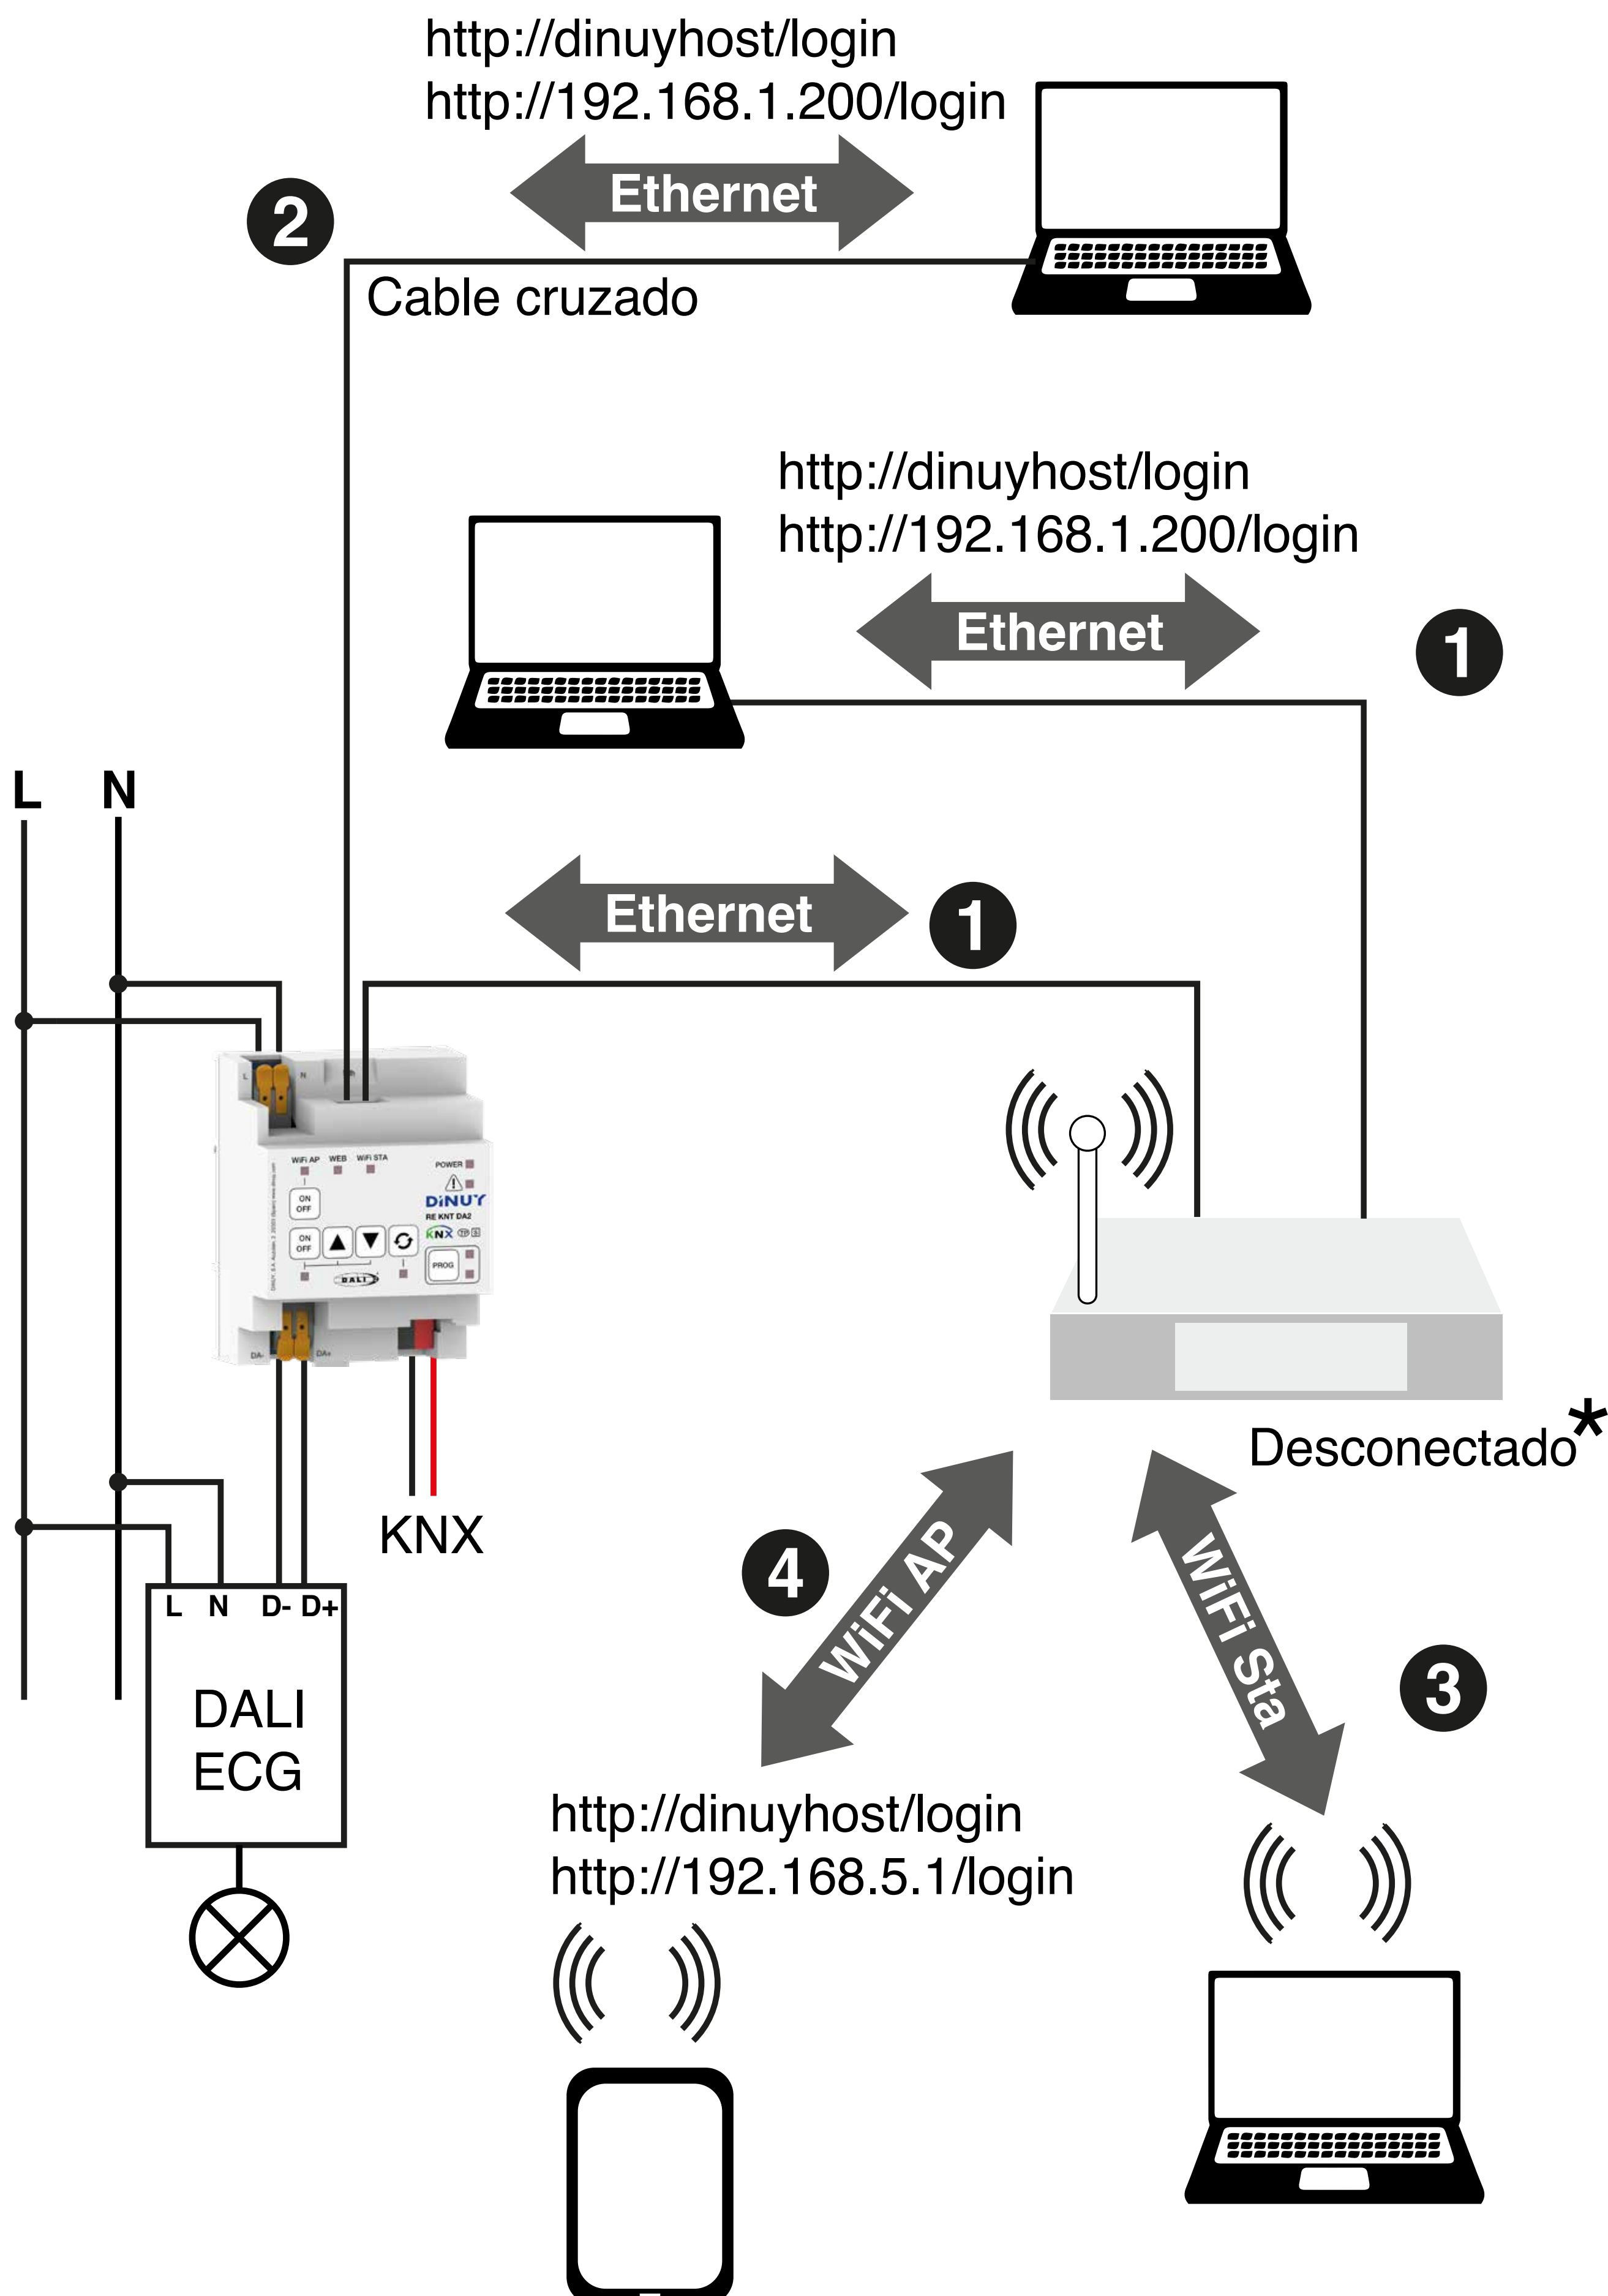 http://dinuyhost/login
http://192.168.1.200/login
Ethernet
2
Cable cruzado
http://dinuyhost/login
http://192.168.1.200/login
Ethernet
1
L N
Ethernet
1
L N
WiFi AP WEB WiFi STA
POWER
ON
OFF
DiNUY
RE KNT DA2
KNX TP S
ON
OFF
PROG
DALI
DA- DA+
Desconectado*
KNX
4
WiFi AP
WiFi Sta
3
L N D- D+
DALI
ECG
http://dinuyhost/login
http://192.168.5.1/login